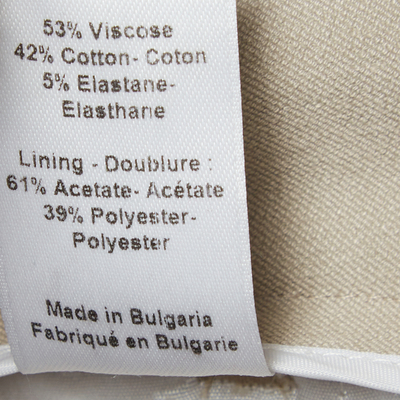 53% Viscose
42% Cotton- Coton
5% Elastane-
Elasthane
Lining - Doublure :
61% Acetate- Acétate
39% Polyester-
Polyester
Made in Bulgaria
Fabriqué en Bulgarie